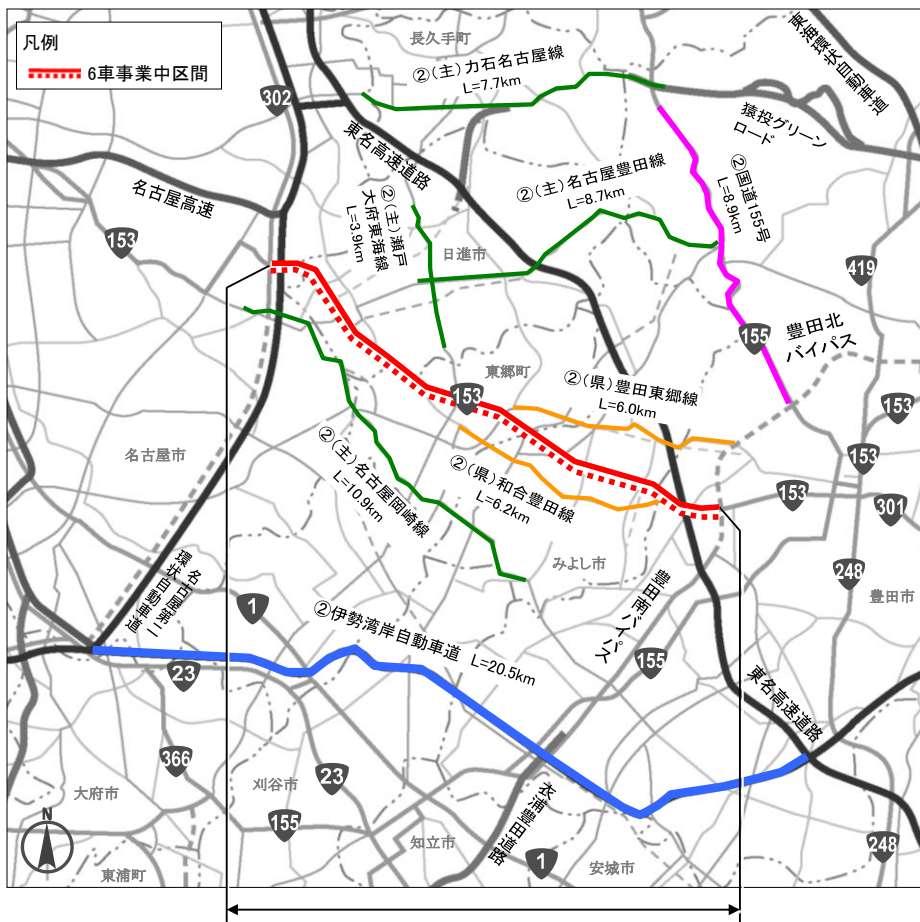 凡例
6車事業中区間
長久手町
②(主)力石名古屋線
L=7.7km
東海環状自動車道
302
猿投グリーン
ロード
東名高速道路
名古屋高速
153
②(主)瀬戸
大府東海線
L=3.9km
②(主)名古屋豊田線
L=8.7km
②国道155号
L=8.9km
日進市
419
155
豊田北
バイパス
東郷町
153
②(県)豊田東郷線
L=6.0km
153
名古屋市
②(主)名古屋岡崎線
L=10.9km
②(県)和合豊田線
L=6.2km
153
153
301
みよし市
248
豊田市
名古屋第二
環状自動車道
1
②伊勢湾岸自動車道 L=20.5km
豊田南バイパス
155
23
東名高速道路
366
刈谷市
23
大府市
155
衣浦豊田道路
N
知立市
1
安城市
248
東浦町